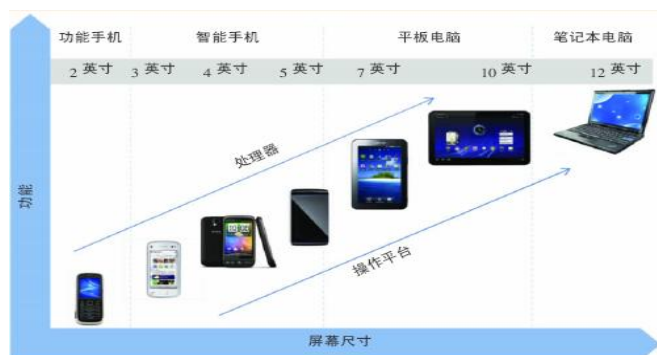 功能手机 智能手机 平板电脑 笔记本电脑
2 英寸 3 英寸 4 英寸 5 英寸 7 英寸 10 英寸 12 英寸
处理器
功能
操作平台
屏幕尺寸